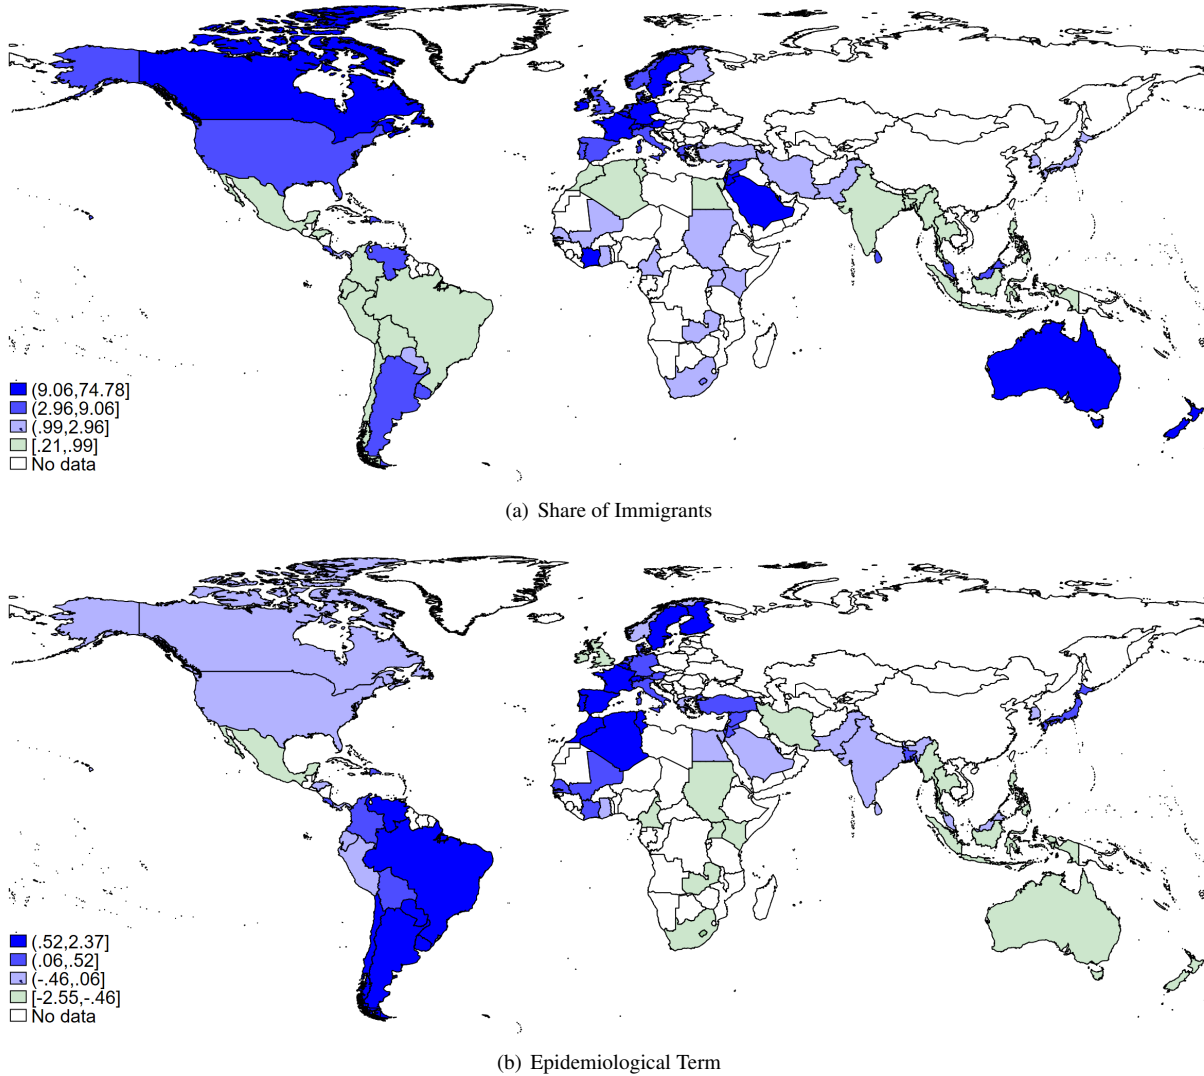 (9.06,74.78]
(2.96,9.06]
(.99,2.96]
[.21,.99]
No data
(a) Share of Immigrants
(.52,2.37]
(.06,.52]
(-.46,.06]
[-2.55,-.46]
No data
(b) Epidemiological Term